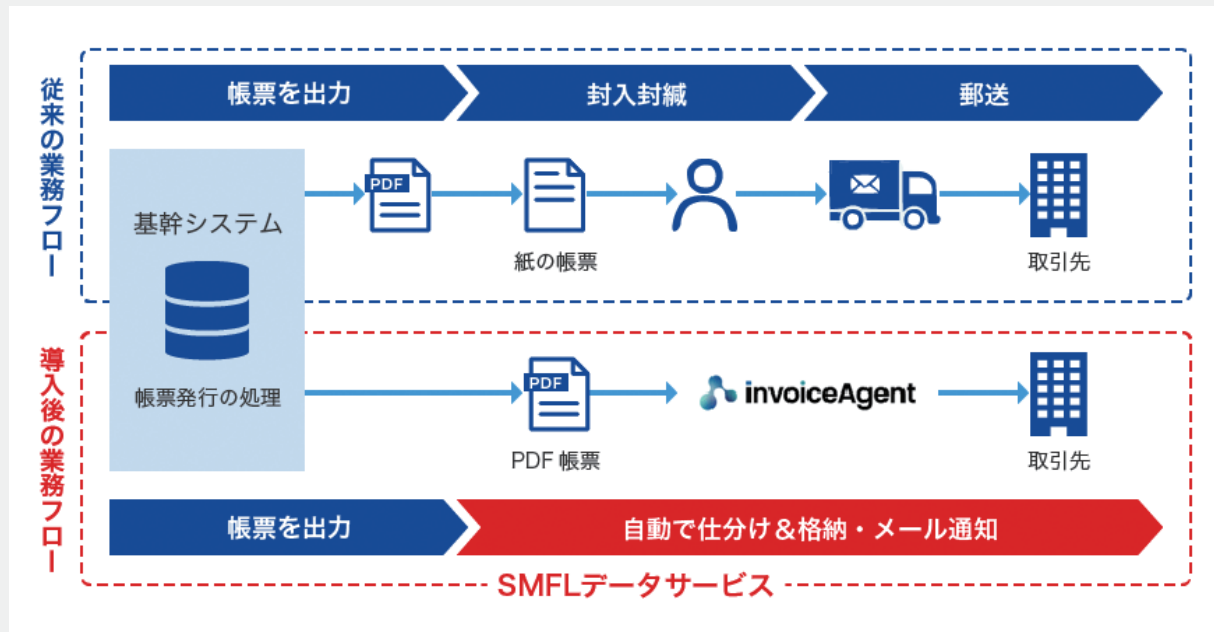 従来の業務フロー
帳票を出力
封入封緘
郵送
基幹システム
PDF
紙の帳票
取引先
導入後の業務フロー
帳票発行の処理
PDF
invoiceAgent
PDF 帳票
取引先
帳票を出力
自動で仕分け＆格納・メール通知
SMFLデータサービス